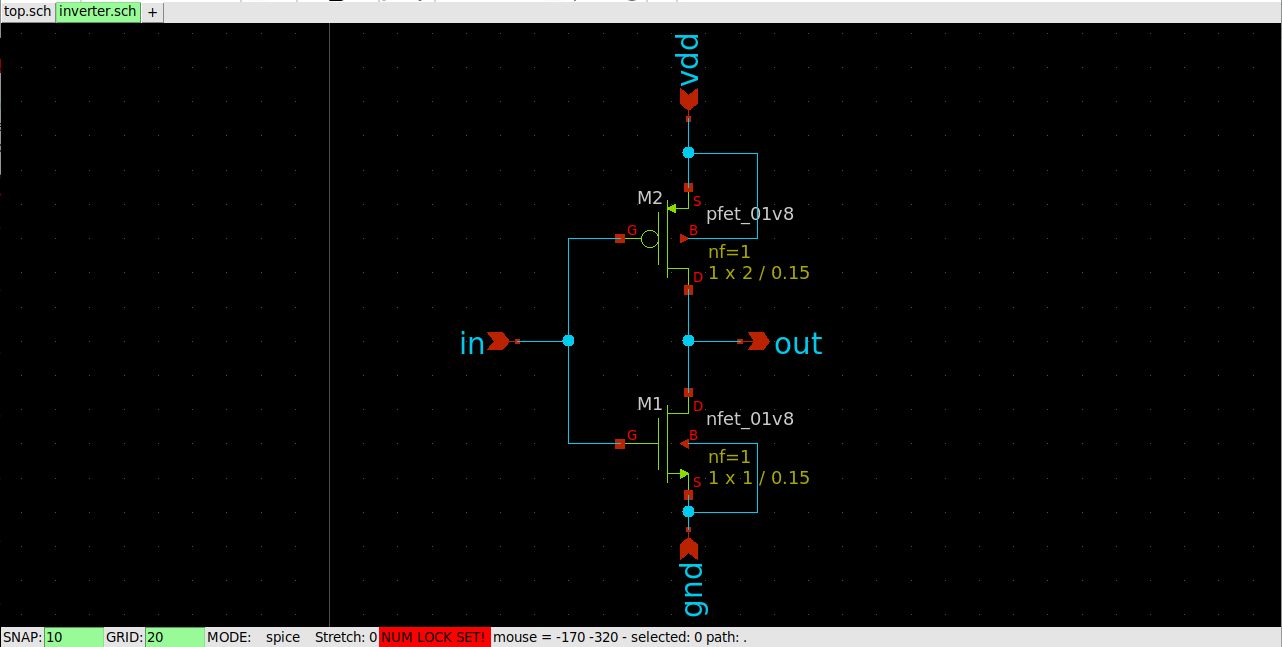 top.sch inverter.sch +
vdd
M2
S
pfet_01v8
G
B
nf=1
D
1 x 2 / 0.15
in
out
M1
D
nfet_01v8
G
B
nf=1
S
1 x 1 / 0.15
gnd
SNAP: 10 GRID: 20 MODE: spice Stretch: 0 NUM LOCK SET! mouse = -170 -320 - selected: 0 path: .